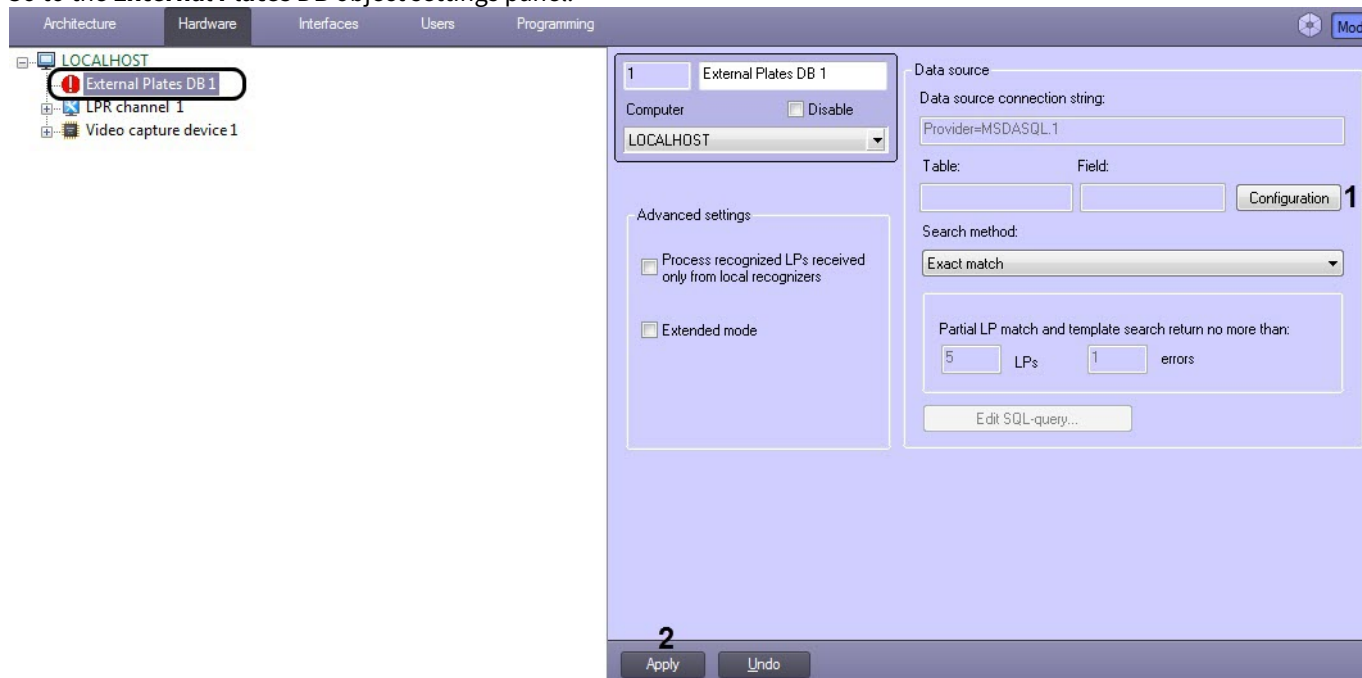 Go to the External Plates DB object settings panel.
Architecture Hardware Interfaces Users Programming
LOCALHOST
External Plates DB 1
LPR channel 1
Video capture device 1
1 External Plates DB 1
Computer Disable
LOCALHOST
Advanced settings
Process recognized LPs received
only from local recognizers
Extended mode
Data source
Data source connection string:
Provider=MSDASQL.1
Table: Field:
Configuration 1
Search method:
Exact match
Partial LP match and template search return no more than:
5 LPs 1 errors
Edit SQL-query...
2
Apply Undo